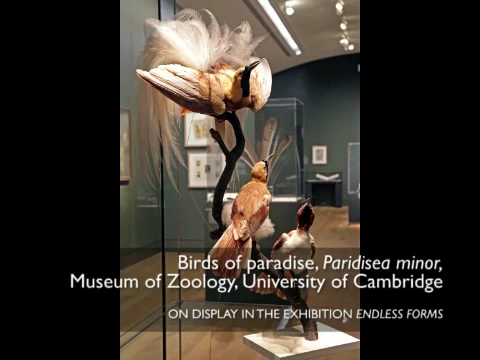 Birds of paradise, Paridisea minor,
Museum of Zoology, University of Cambridge
ON DISPLAY IN THE EXHIBITION ENDLESS FORMS